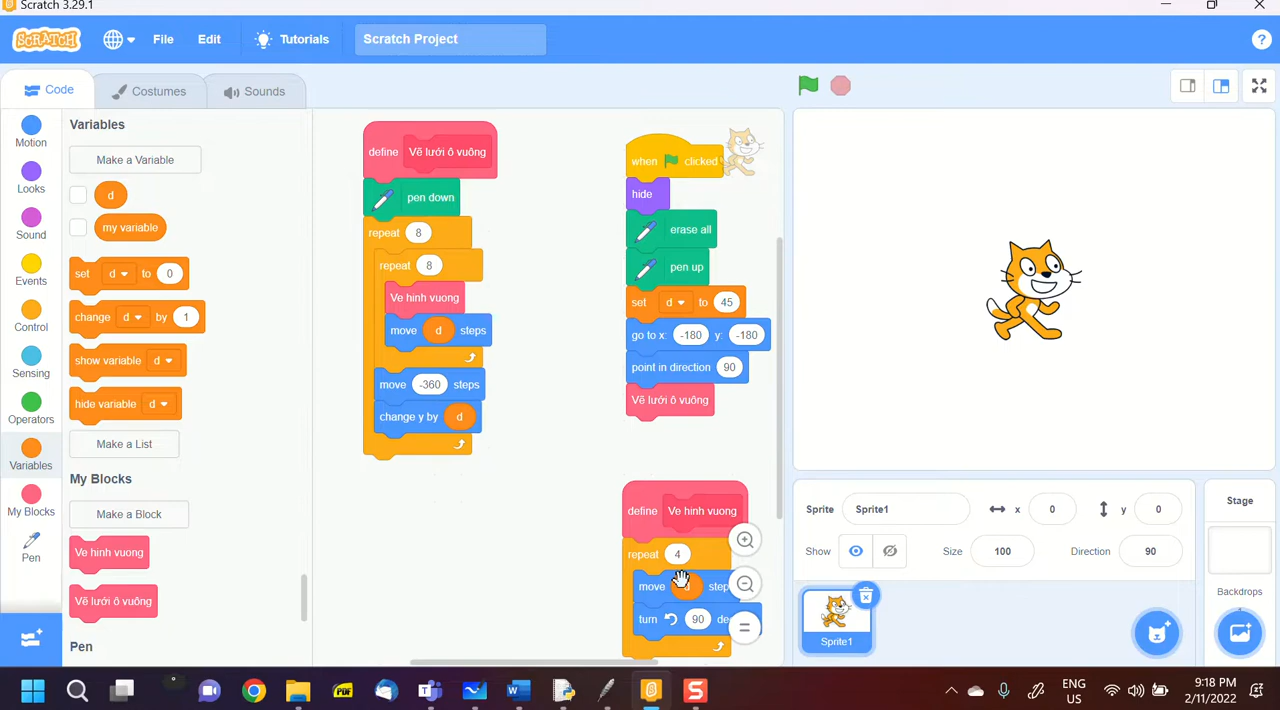 Scratch 3.29.1
SCRATCH File Edit Tutorials Scratch Project ?
Code Costumes Sounds
Motion
Looks
Sound
Events
Control
Sensing
Operators
Variables
My Blocks
Pen
Variables
Make a Variable
d
my variable
set d to 0
change d by 1
show variable d
hide variable d
Make a List
My Blocks
Make a Block
Ve hinh vuong
Vẽ lưới ô vuông
Pen
define Vẽ lưới ô vuông
pen down
repeat 8
repeat 8
Ve hinh vuong
move d steps
move -360 steps
change y by d
when clicked
hide
erase all
pen up
set d to 45
go to x: -180 y: -180
point in direction 90
Vẽ lưới ô vuông
define Ve hinh vuong
repeat 4
move step
turn 90 de
Sprite Sprite1 x 0 y 0
Show Size 100 Direction 90
Sprite1
Stage
Backdrops
1
PDF
ENG
US
9:18 PM
2/11/2022